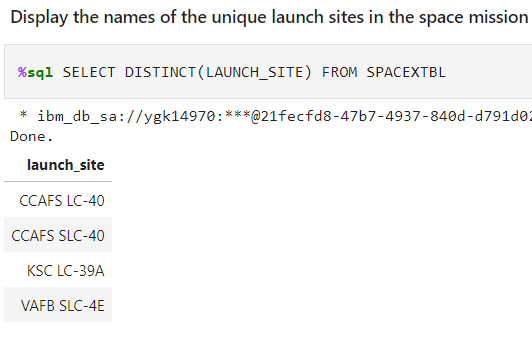 Display the names of the unique launch sites in the space mission
%sql SELECT DISTINCT(LAUNCH_SITE) FROM SPACEXTBL
* ibm_db_sa://ygk14970:***@21fecfd8-47b7-4937-840d-d791d02
Done.
launch_site
CCAFS LC-40
CCAFS SLC-40
KSC LC-39A
VAFB SLC-4E